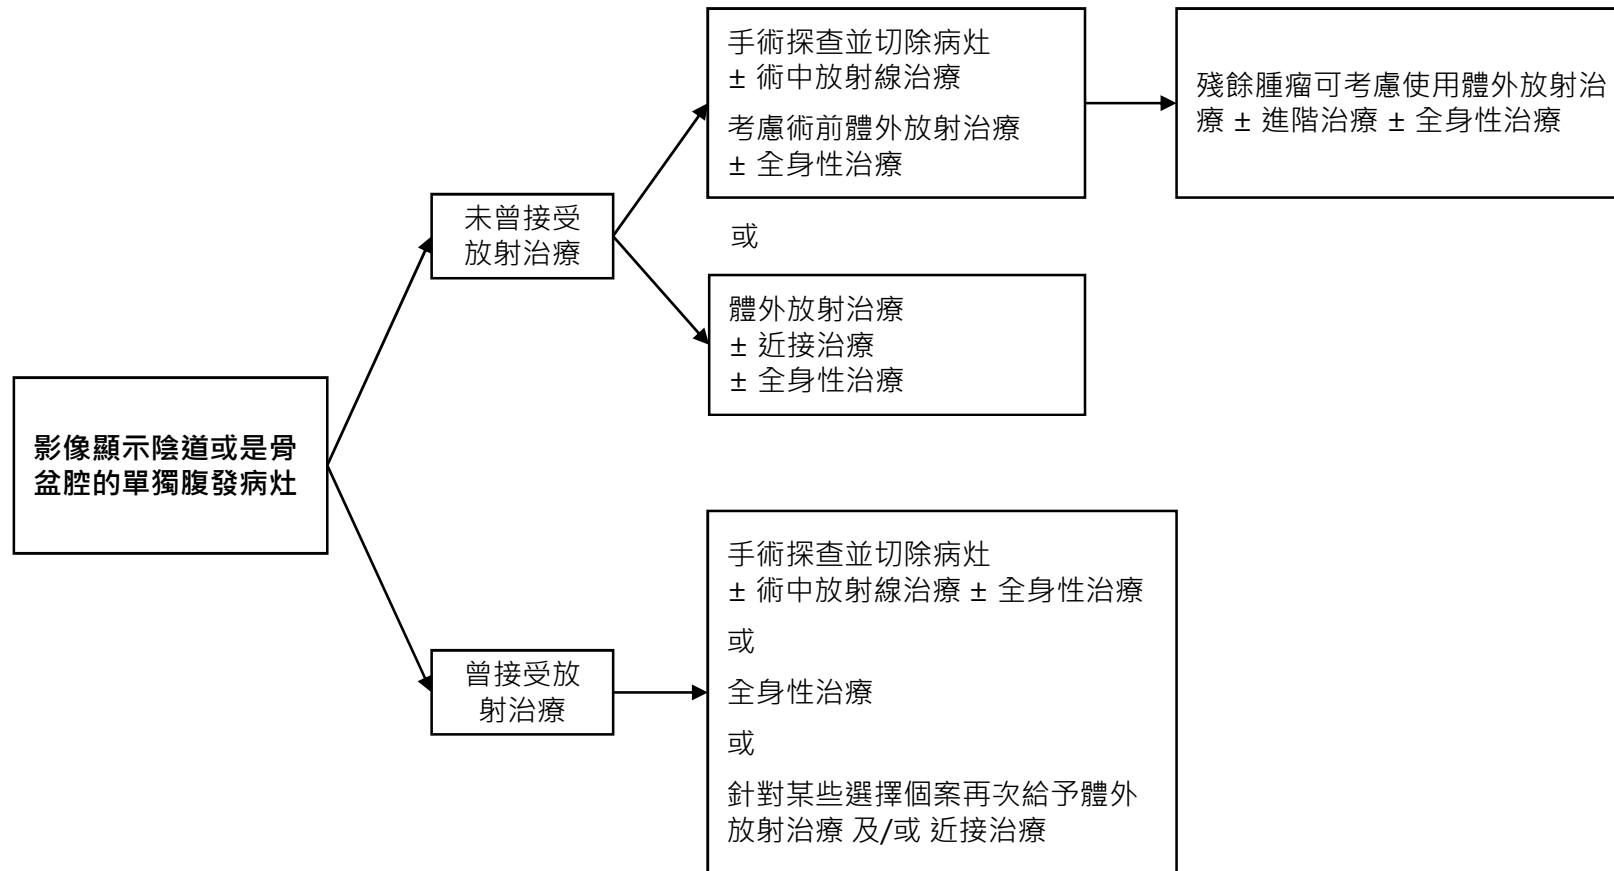 手術探查並切除病灶
± 術中放射線治療
考慮術前體外放射治療
± 全身性治療
殘餘腫瘤可考慮使用體外放射治
療 ± 進階治療 ± 全身性治療
未曾接受
放射治療
或
體外放射治療
± 近接治療
± 全身性治療
影像顯示陰道或是骨
盆腔的單獨腹發病灶
手術探查並切除病灶
± 術中放射線治療 ± 全身性治療
或
全身性治療
或
針對某些選擇個案再次給予體外
放射治療 及/或 近接治療
曾接受放
射治療